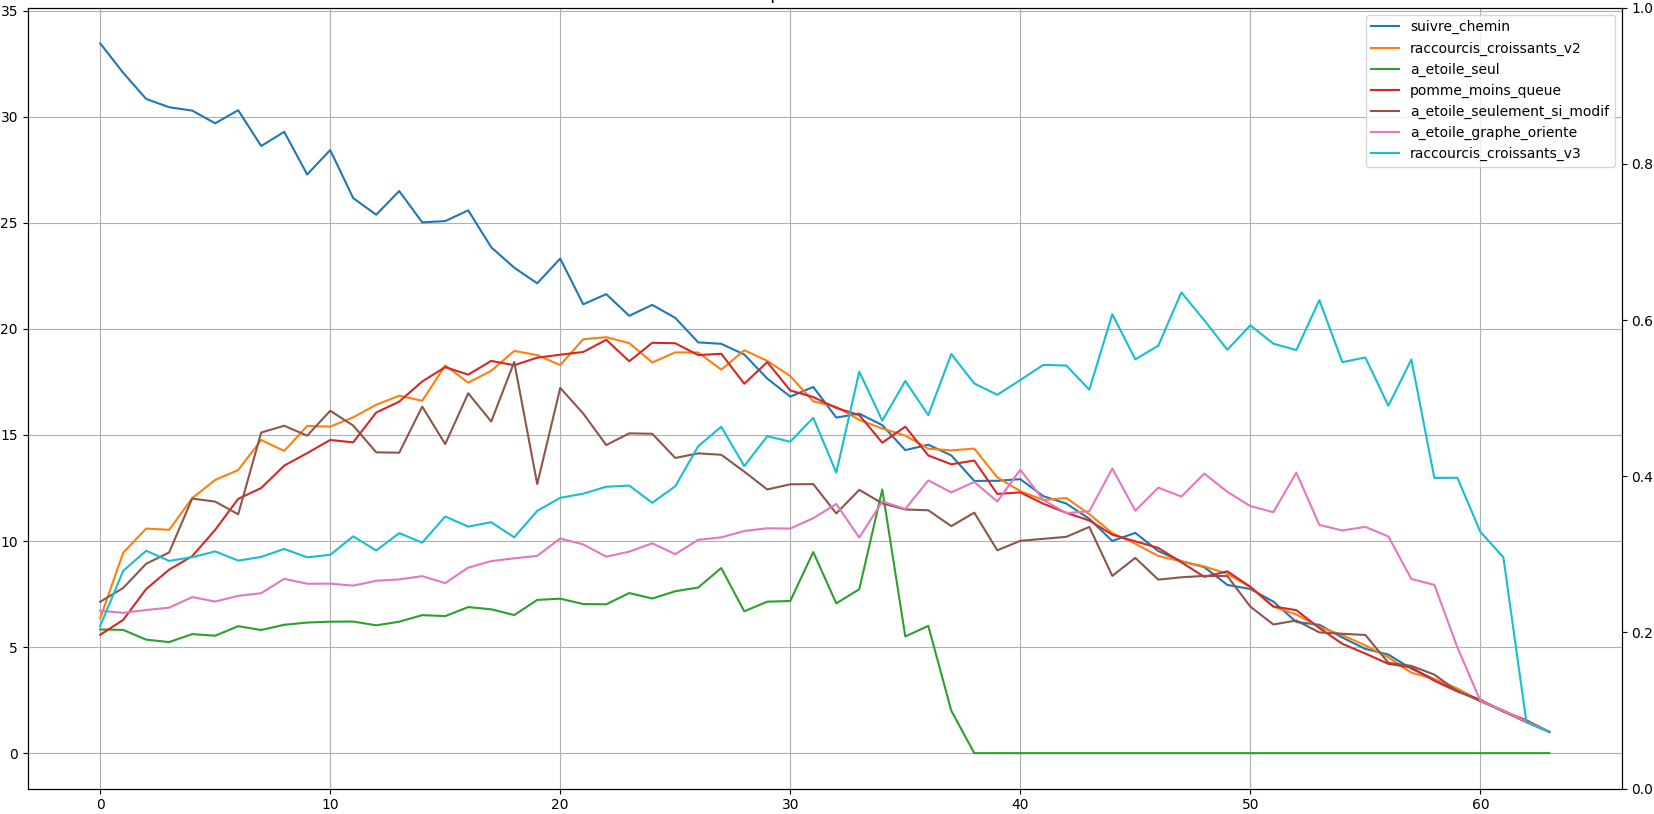 35
30
25
20
15
10
5
0
1.0
0.8
0.6
0.4
0.2
0.0
suivre_chemin
raccourcis_croissants_v2
a_etoile_seul
pomme_moins_queue
a_etoile_seulement_si_modif
a_etoile_graphe_oriente
raccourcis_croissants_v3
0 10 20 30 40 50 60